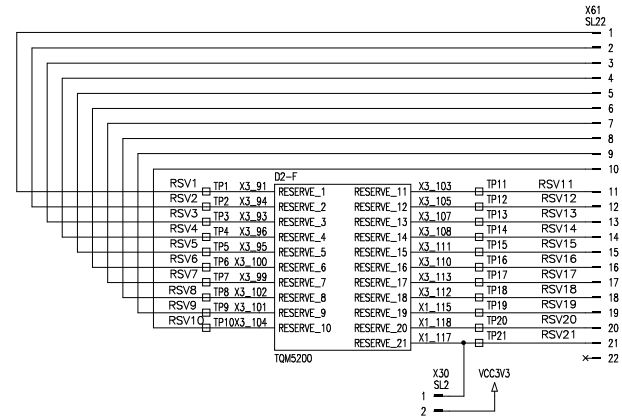 X61
SL22
1
2
3
4
5
6
7
8
9
10
D2-F
RSV1 TP1 X3_91 RESERVE_1 RESERVE_11 X3_103 TP11 RSV11 11
RSV2 TP2 X3_94 RESERVE_2 RESERVE_12 X3_105 TP12 RSV12 12
RSV3 TP3 X3_93 RESERVE_3 RESERVE_13 X3_107 TP13 RSV13 13
RSV4 TP4 X3_96 RESERVE_4 RESERVE_14 X3_108 TP14 RSV14 14
RSV5 TP5 X3_95 RESERVE_5 RESERVE_15 X3_111 TP15 RSV15 15
RSV6 TP6 X3_100 RESERVE_6 RESERVE_16 X3_110 TP16 RSV16 16
RSV7 TP7 X3_99 RESERVE_7 RESERVE_17 X3_113 TP17 RSV17 17
RSV8 TP8 X3_102 RESERVE_8 RESERVE_18 X3_112 TP18 RSV18 18
RSV9 TP9 X3_101 RESERVE_9 RESERVE_19 X1_115 TP19 RSV19 19
RSV10 TP10 X3_104 RESERVE_10 RESERVE_20 X1_118 TP20 RSV20 20
RESERVE_21 X1_117 TP21 RSV21 21
TQM5200 22
X30 VCC3V3
SL2
1
2